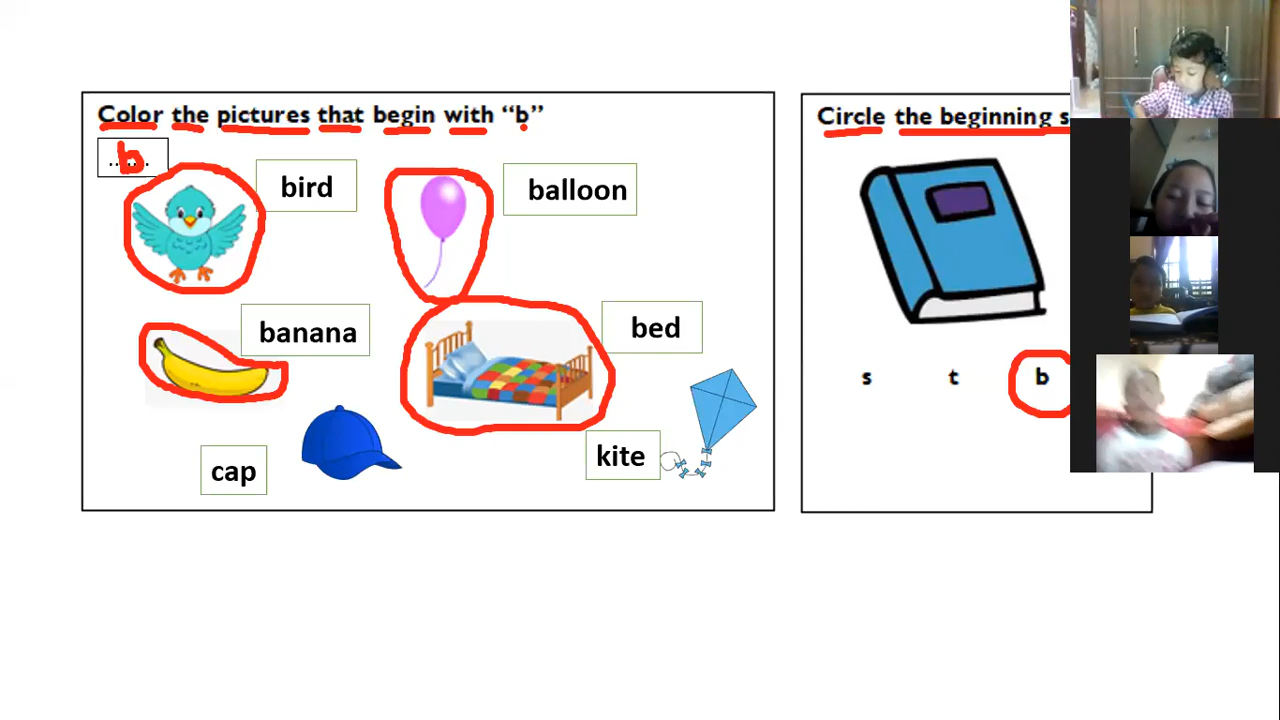 Color the pictures that begin with “b”
b
bird
balloon
banana
bed
cap
kite
Circle the beginning s
s t b